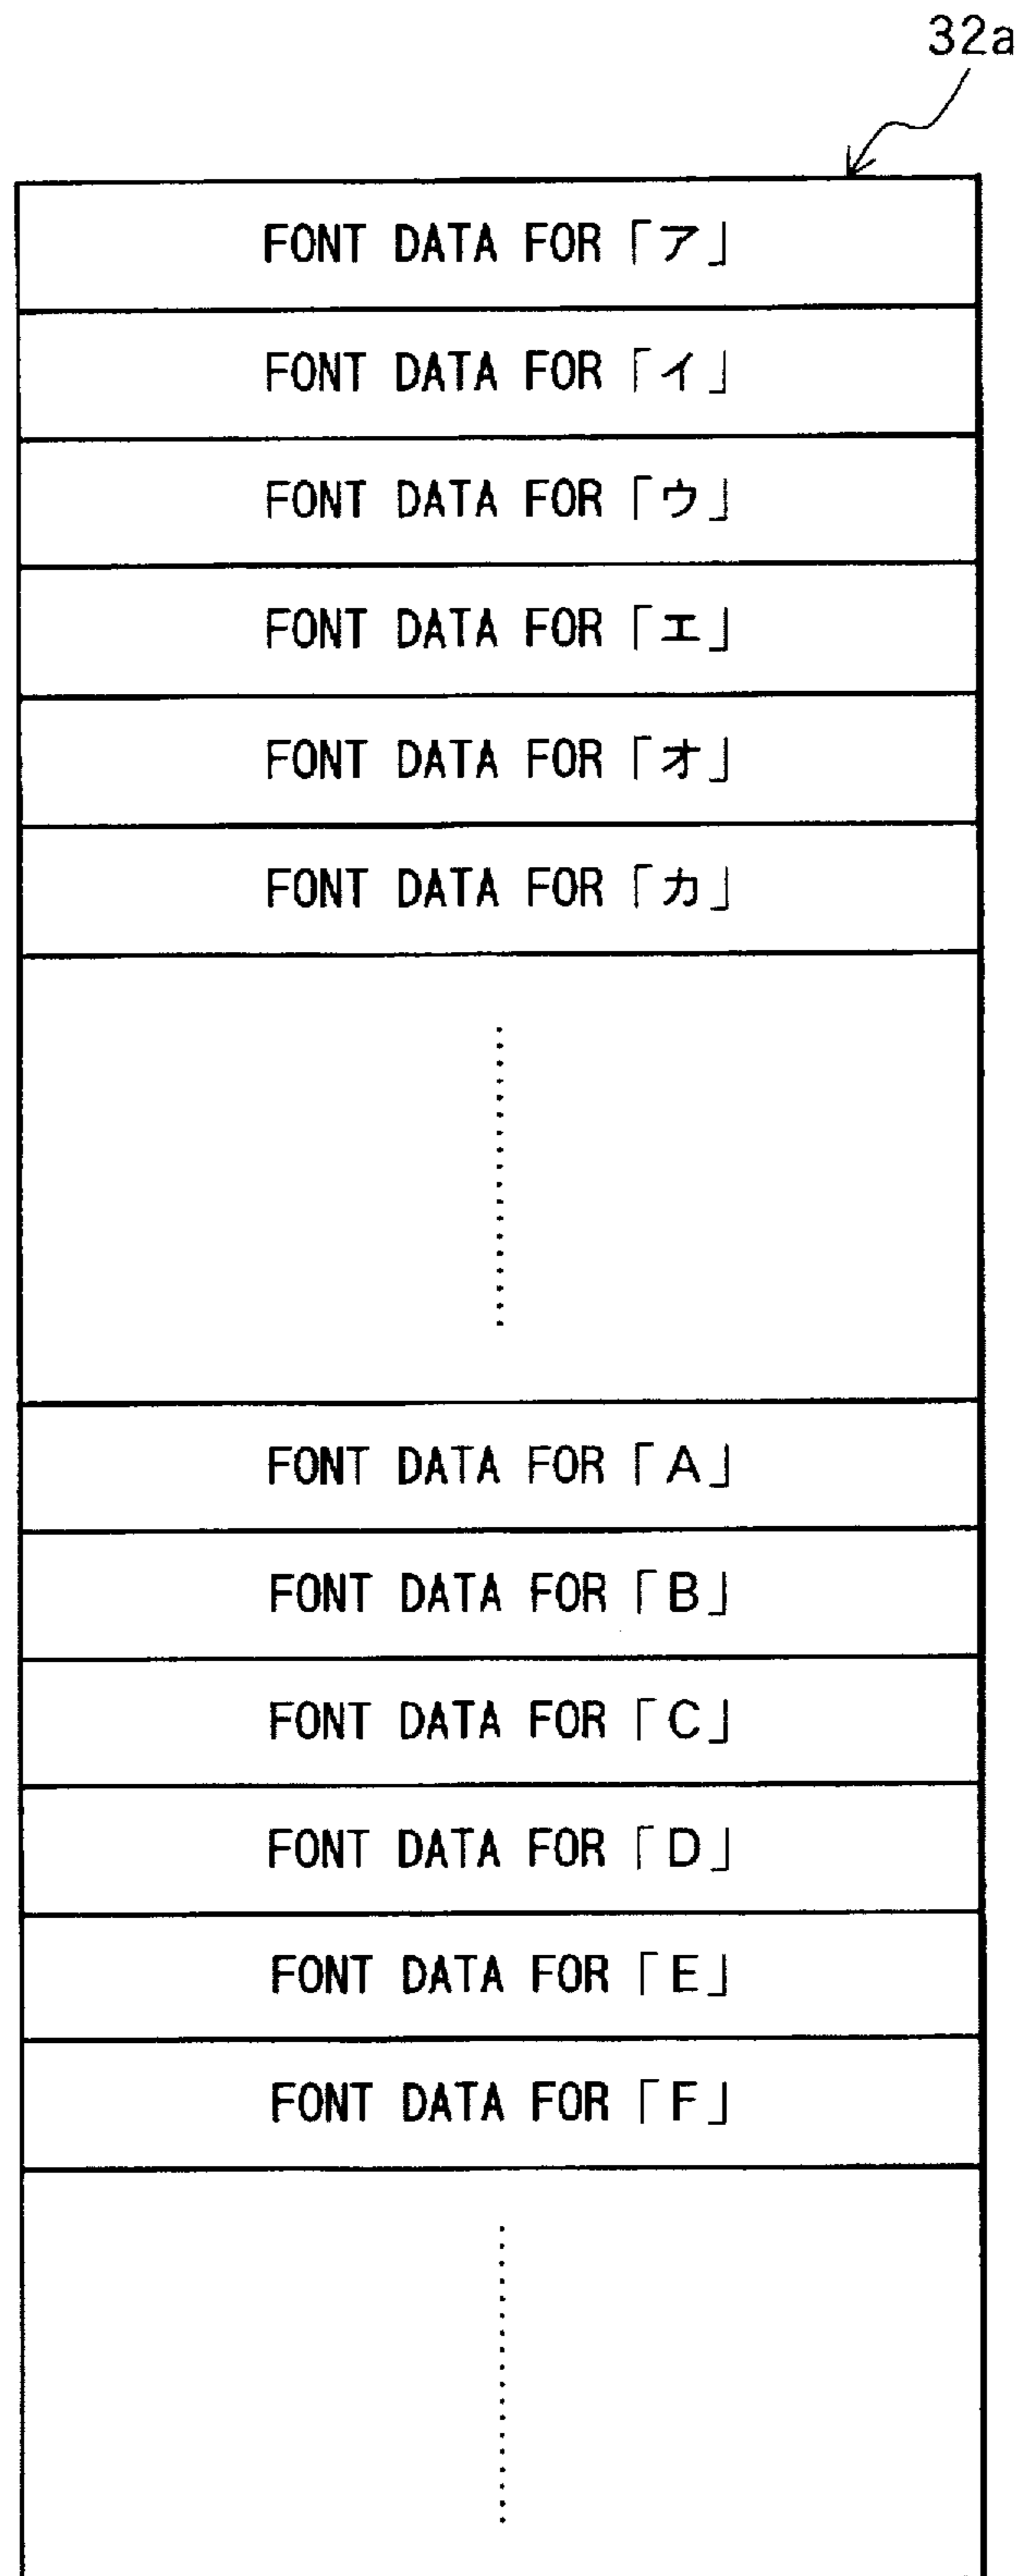 32a
FONT DATA FOR「ア」
FONT DATA FOR「イ」
FONT DATA FOR「ウ」
FONT DATA FOR「エ」
FONT DATA FOR「オ」
FONT DATA FOR「カ」
FONT DATA FOR「A」
FONT DATA FOR「B」
FONT DATA FOR「C」
FONT DATA FOR「D」
FONT DATA FOR「E」
FONT DATA FOR「F」